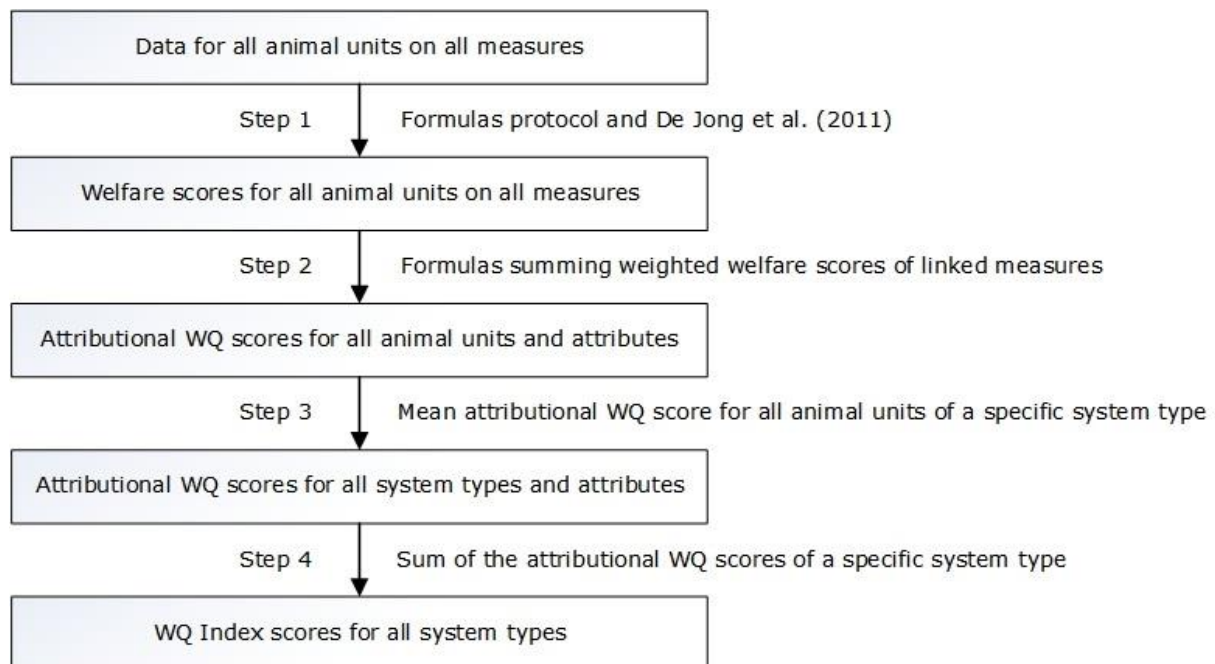 Data for all animal units on all measures
Step 1
Formulas protocol and De Jong et al. (2011)
Welfare scores for all animal units on all measures
Step 2
Formulas summing weighted welfare scores of linked measures
Attributional WQ scores for all animal units and attributes
Step 3
Mean attributional WQ score for all animal units of a specific system type
Attributional WQ scores for all system types and attributes
Step 4
Sum of the attributional WQ scores of a specific system type
WQ Index scores for all system types